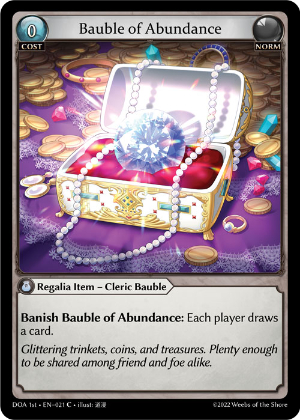 0
COST
Bauble of Abundance
NORM
Regalia Item – Cleric Bauble
Banish Bauble of Abundance: Each player draws
a card.
Glittering trinkets, coins, and treasures. Plenty enough
to be shared among friend and foe alike.
DOA 1st • EN-021 C • illust:
©2022 Weebs of the Shore